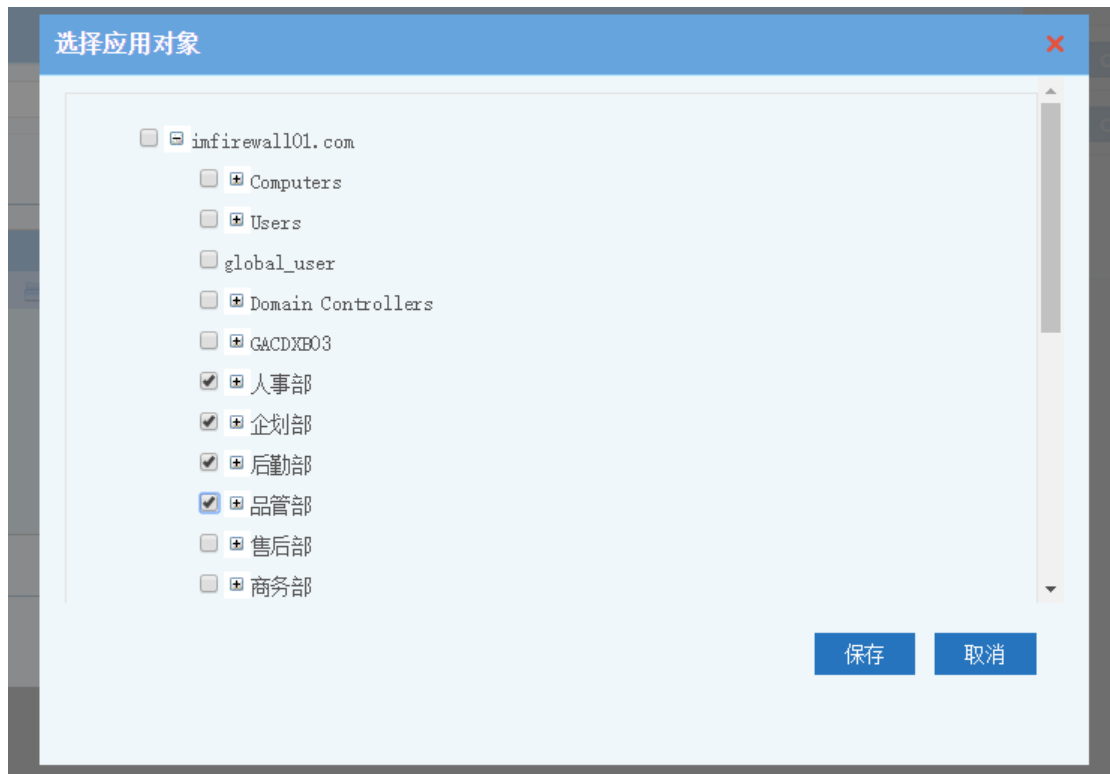 选择应用对象
imfirewall01.com
Computers
Users
global_user
Domain Controllers
GACDXB03
人事部
企划部
后勤部
品管部
售后部
商务部
保存 取消